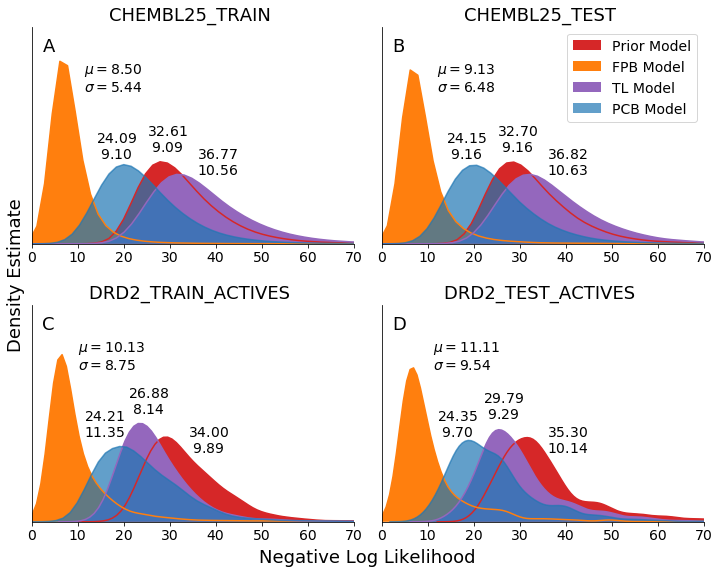 CHEMBL25_TRAIN
A
μ = 8.50
σ = 5.44
24.09
9.10
32.61
9.09
36.77
10.56
0 10 20 30 40 50 60 70
CHEMBL25_TEST
B
μ = 9.13
σ = 6.48
24.15
9.16
32.70
9.16
36.82
10.63
Prior Model
FPB Model
TL Model
PCB Model
0 10 20 30 40 50 60 70
Density Estimate
DRD2_TRAIN_ACTIVES
C
μ = 10.13
σ = 8.75
24.21
11.35
26.88
8.14
34.00
9.89
0 10 20 30 40 50 60 70
DRD2_TEST_ACTIVES
D
μ = 11.11
σ = 9.54
24.35
9.70
29.79
9.29
35.30
10.14
0 10 20 30 40 50 60 70
Negative Log Likelihood